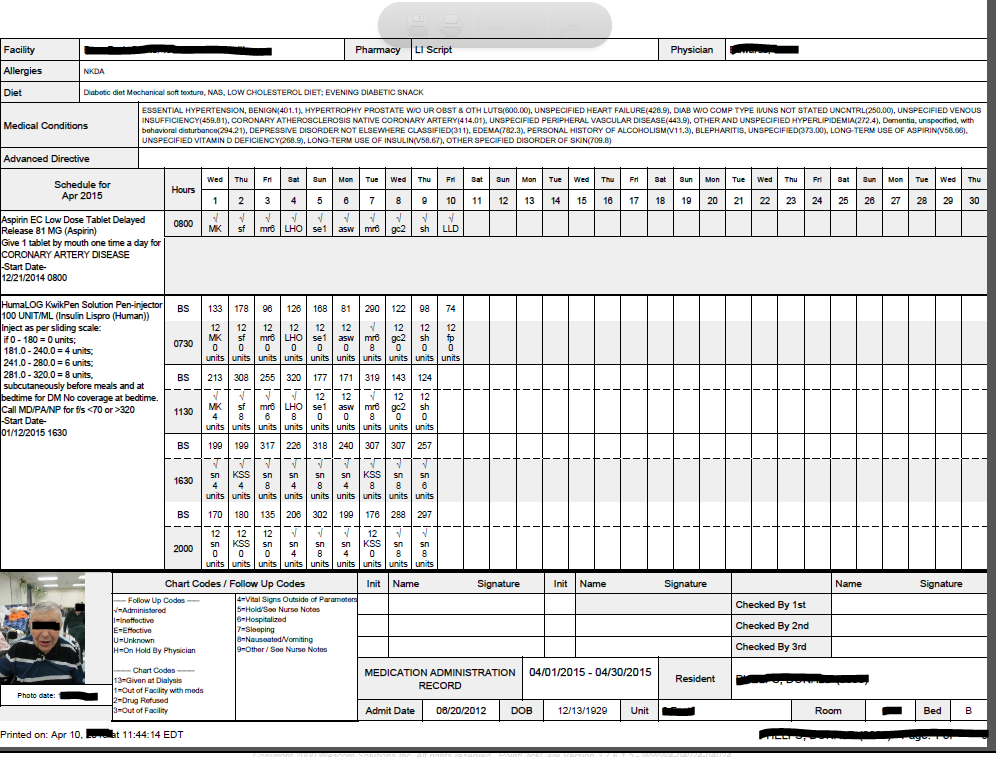 Facility Pharmacy LI Script Physician
Allergies NKDA
Diet Diabetic diet Mechanical soft texture, NAS, LOW CHOLESTEROL DIET; EVENING DIABETIC SNACK
Medical Conditions
ESSENTIAL HYPERTENSION, BENIGN(401.1), HYPERTROPHY PROSTATE W/O UR OBST & OTH LUTS(600.00), UNSPECIFIED HEART FAILURE(428.9), DIAB W/O COMP TYPE II/UNS NOT STATED UNCNTRL(250.00), UNSPECIFIED VENOUS
INSUFFICIENCY(459.81), CORONARY ATHEROSCLEROSIS NATIVE CORONARY ARTERY(414.01), UNSPECIFIED PERIPHERAL VASCULAR DISEASE(443.9), OTHER AND UNSPECIFIED HYPERLIPIDEMIA(272.4), Dementia, unspecified, with
behavioral disturbance(294.21), DEPRESSIVE DISORDER NOT ELSEWHERE CLASSIFIED(311), EDEMA(782.3), PERSONAL HISTORY OF ALCOHOLISM(V11.3), BLEPHARITIS, UNSPECIFIED(373.00), LONG-TERM USE OF ASPIRIN(V58.66),
UNSPECIFIED VITAMIN D DEFICIENCY(268.9), LONG-TERM USE OF INSULIN(V58.67), OTHER SPECIFIED DISORDER OF SKIN(709.8)
Advanced Directive
Schedule for
Apr 2015
Hours
Wed Thu Fri Sat Sun Mon Tue Wed Thu Fri Sat Sun Mon Tue Wed Thu Fri Sat Sun Mon Tue Wed Thu Fri Sat Sun Mon Tue Wed Thu
1 2 3 4 5 6 7 8 9 10 11 12 13 14 15 16 17 18 19 20 21 22 23 24 25 26 27 28 29 30
Aspirin EC Low Dose Tablet Delayed
Release 81 MG (Aspirin)
Give 1 tablet by mouth one time a day for
CORONARY ARTERY DISEASE
-Start Date-
12/21/2014 0800
0800
√ √ √ √ √ √ √ √ √ √
MK sf mr6 LHO se1 asw mr6 gc2 sh LLD
HumaLOG KwikPen Solution Pen-injector
100 UNIT/ML (Insulin Lispro (Human))
Inject as per sliding scale:
if 0 - 180 = 0 units;
181.0 - 240.0 = 4 units;
241.0 - 280.0 = 6 units;
281.0 - 320.0 = 8 units,
subcutaneously before meals and at
bedtime for DM No coverage at bedtime.
Call MD/PA/NP for f/s <70 or >320
-Start Date-
01/12/2015 1630
BS 133 178 96 126 168 81 290 122 98 74
0730
12 12 12 12 12 12 √ 12 12 12
MK sf mr6 LHO se1 asw mr6 gc2 sh fp
0 0 0 0 0 0 8 0 0 0
units units units units units units units units units units
BS 213 308 255 320 177 171 319 143 124
1130
√ √ √ √ 12 12 √ 12 12
MK sf mr6 LHO se1 asw mr6 gc2 sh
4 8 6 8 0 0 8 0 0
units units units units units units units units units
BS 199 199 317 226 318 240 307 307 257
1630
√ √ √ √ √ √ √ √ √
sn KSS sn sn sn sn KSS sn sn
4 4 8 4 8 4 8 8 6
units units units units units units units units units
BS 170 180 135 206 302 199 176 288 297
2000
12 12 12 √ √ √ 12 √ √
sn KSS sn sn sn sn KSS sn sn
0 0 0 4 8 4 0 8 8
units units units units units units units units units
Chart Codes / Follow Up Codes
----- Follow Up Codes -----
√=Administered
I=Ineffective
E=Effective
U=Unknown
H=On Hold By Physician
------- Chart Codes -------
13=Given at Dialysis
1=Out of Facility with meds
2=Drug Refused
3=Out of Facility
4=Vital Signs Outside of Parameters
5=Hold/See Nurse Notes
6=Hospitalized
7=Sleeping
8=Nauseated/Vomiting
9=Other / See Nurse Notes
Init Name Signature Init Name Signature Name Signature
Checked By 1st
Checked By 2nd
Checked By 3rd
MEDICATION ADMINISTRATION
RECORD
04/01/2015 - 04/30/2015
Resident
Photo date:
Admit Date 06/20/2012 DOB 12/13/1929 Unit Room Bed B
Printed on: Apr 10, at 11:44:14 EDT